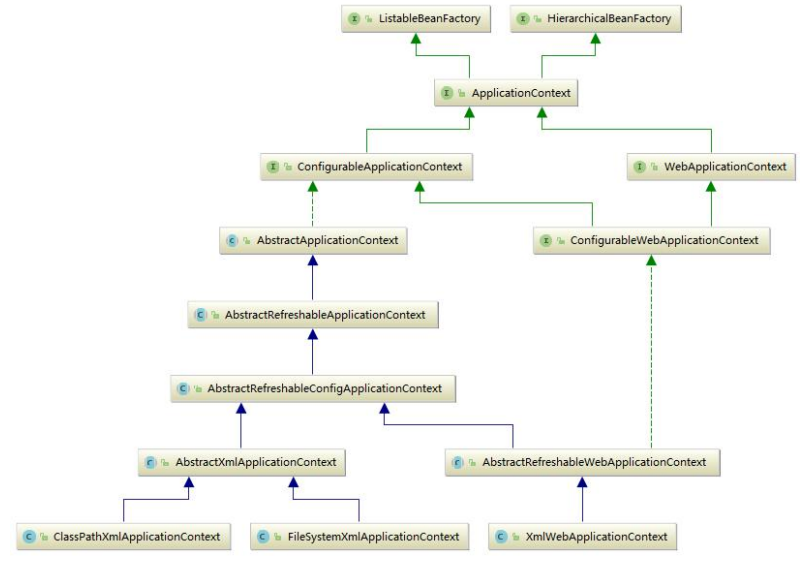 ListableBeanFactory
HierarchicalBeanFactory
ApplicationContext
ConfigurableApplicationContext
WebApplicationContext
AbstractApplicationContext
ConfigurableWebApplicationContext
AbstractRefreshableApplicationContext
AbstractRefreshableConfigApplicationContext
AbstractXmlApplicationContext
AbstractRefreshableWebApplicationContext
ClassPathXmlApplicationContext
FileSystemXmlApplicationContext
XmlWebApplicationContext